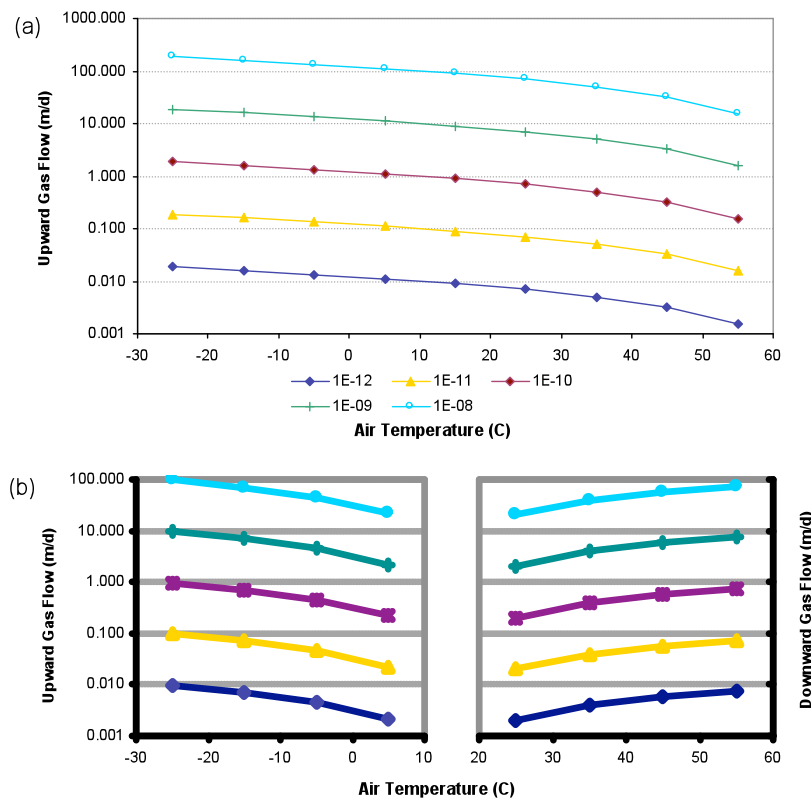 (a)
Upward Gas Flow (m/d)
1000.000
100.000
10.000
1.000
0.100
0.010
0.001
-30 -20 -10 0 10 20 30 40 50 60
1E-12 1E-11 1E-10
1E-09 1E-08
Air Temperature (C)
(b)
Upward Gas Flow (m/d)
100.000
10.000
1.000
0.100
0.010
0.001
-30 -20 -10 0 10 20 30 40 50 60
Downward Gas Flow (m/d)
Air Temperature (C)